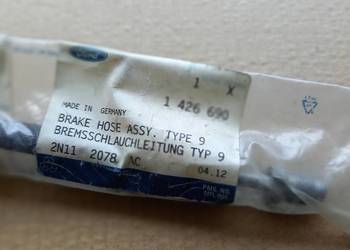 Ford
1 X
MADE IN GERMANY 1 426 690
BRAKE HOSE ASSY. TYPE 9
BREMSSCHLAUCHLEITUNG TYP 9
2N11 2078 AC 04.12